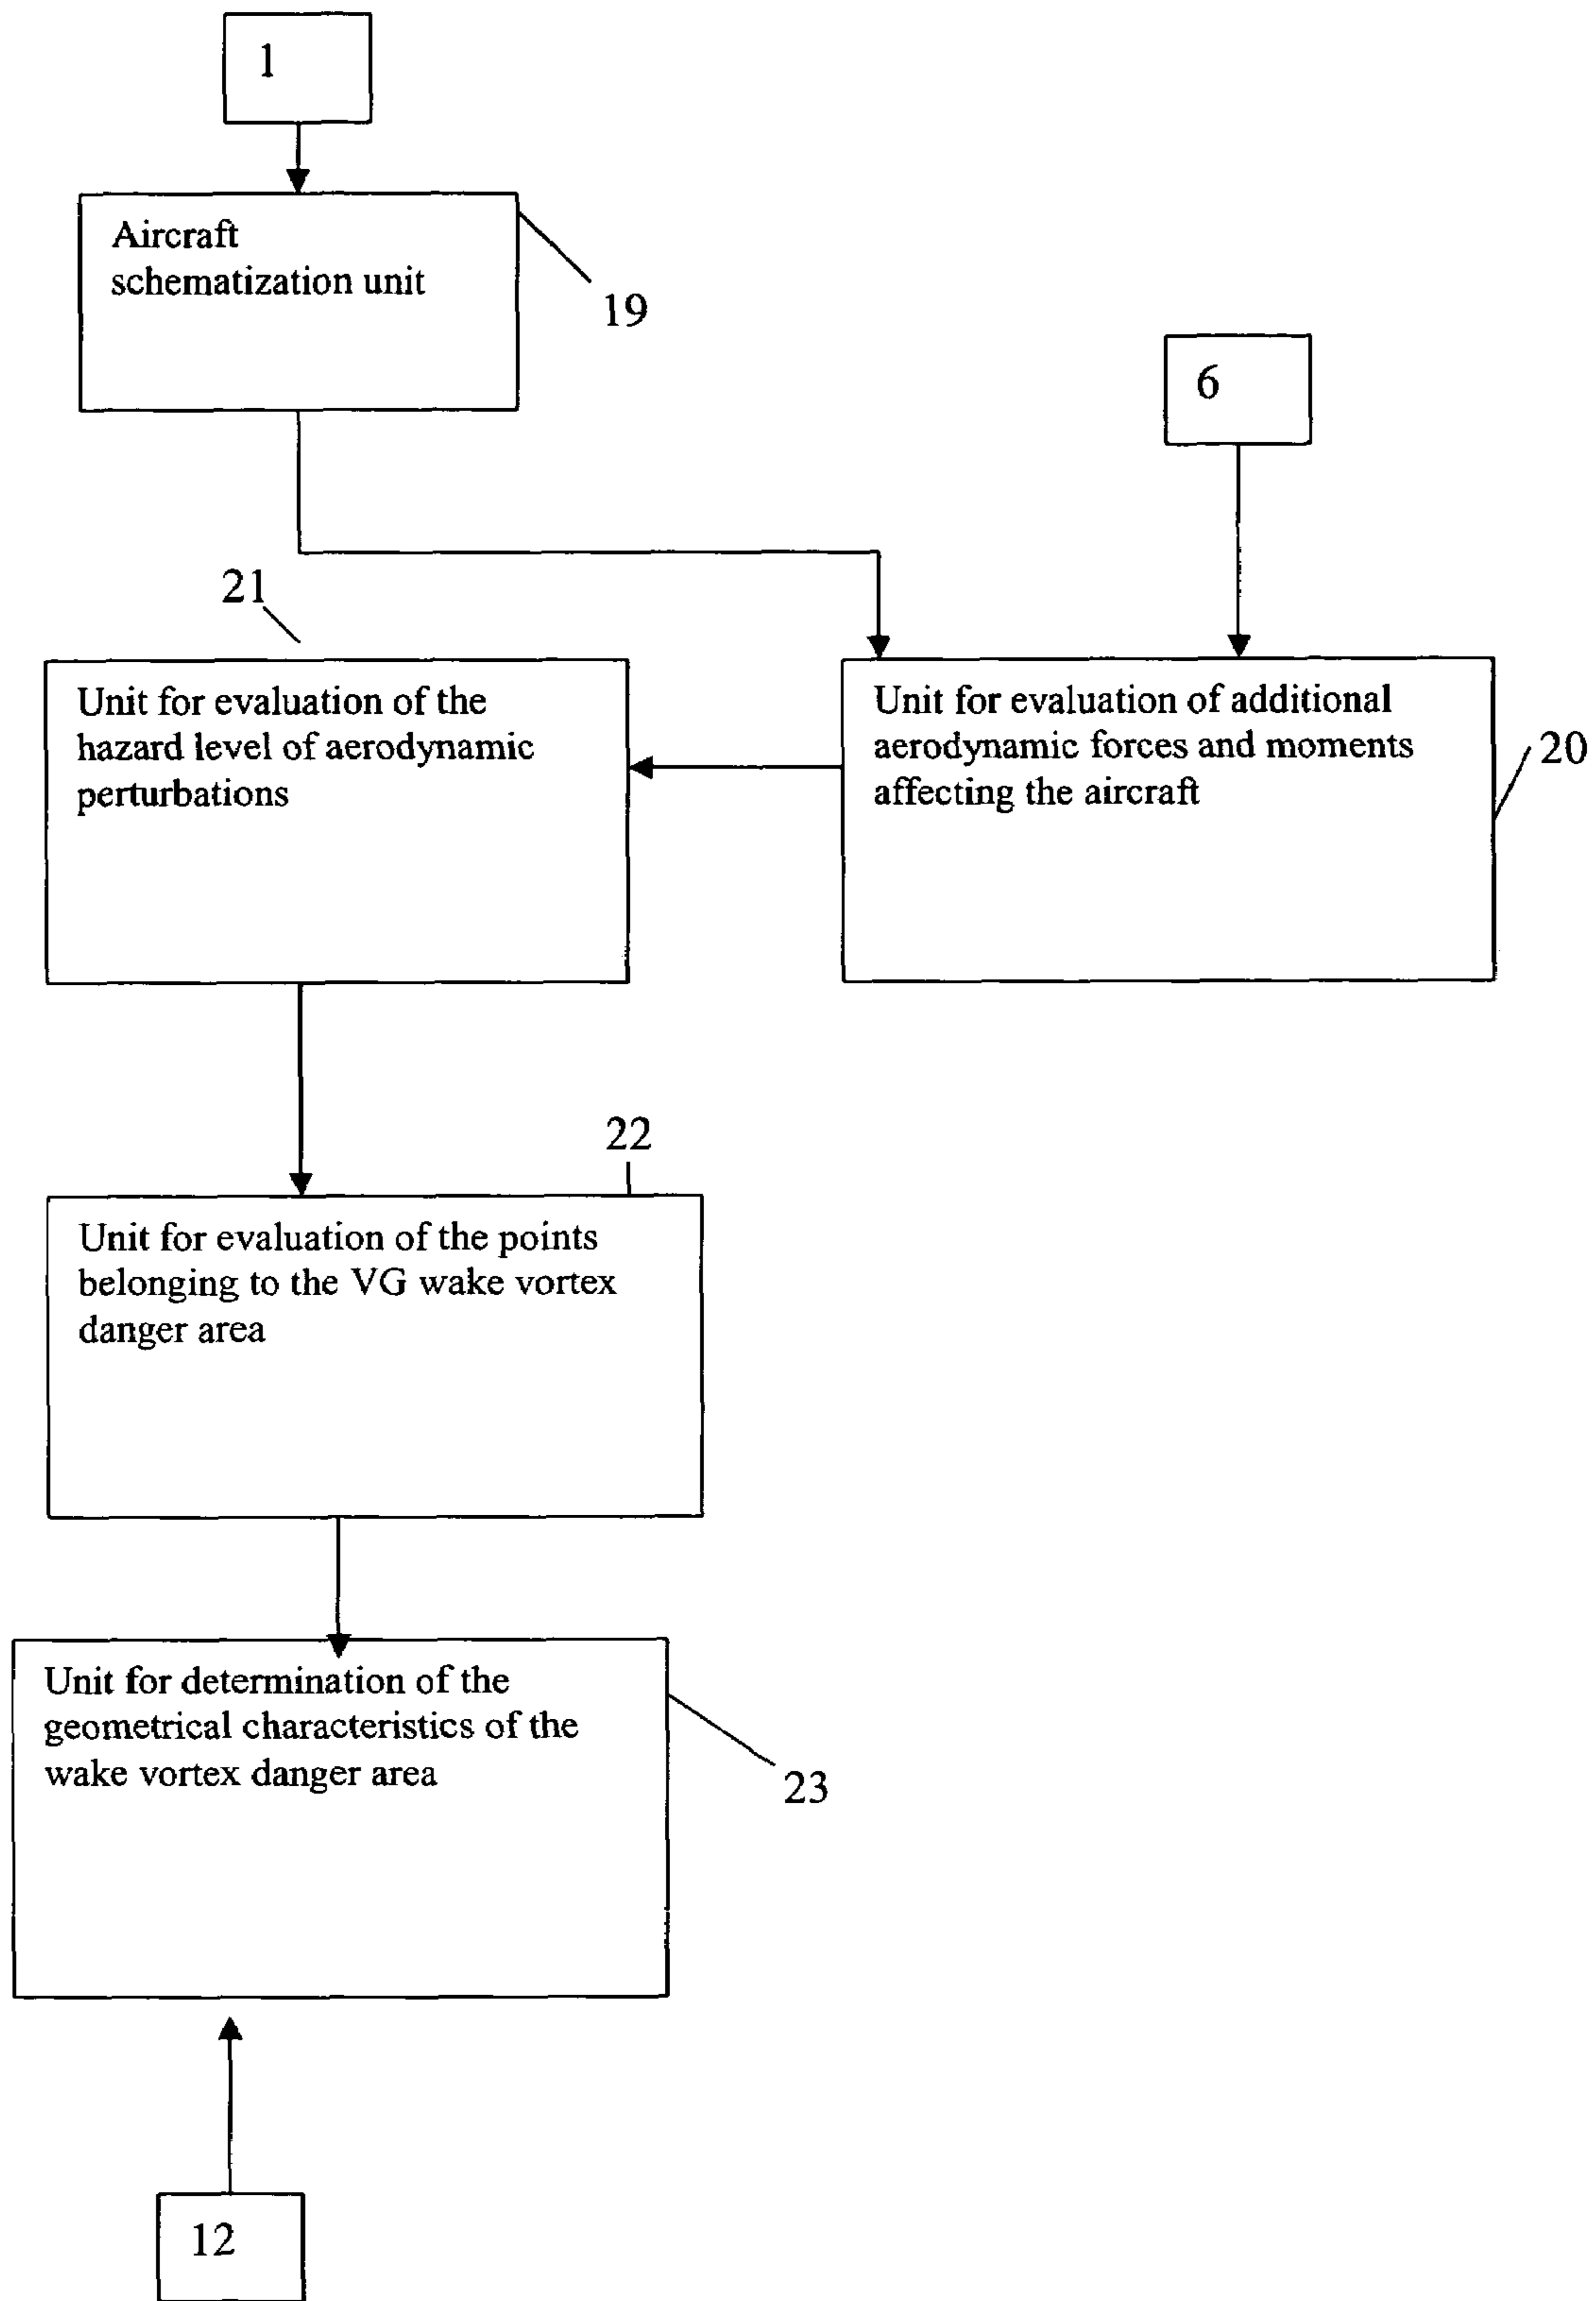 1
Aircraft
schematization unit
19
6
21
Unit for evaluation of the
hazard level of aerodynamic
perturbations
Unit for evaluation of additional
aerodynamic forces and moments
affecting the aircraft
20
22
Unit for evaluation of the points
belonging to the VG wake vortex
danger area
Unit for determination of the
geometrical characteristics of the
wake vortex danger area
23
12